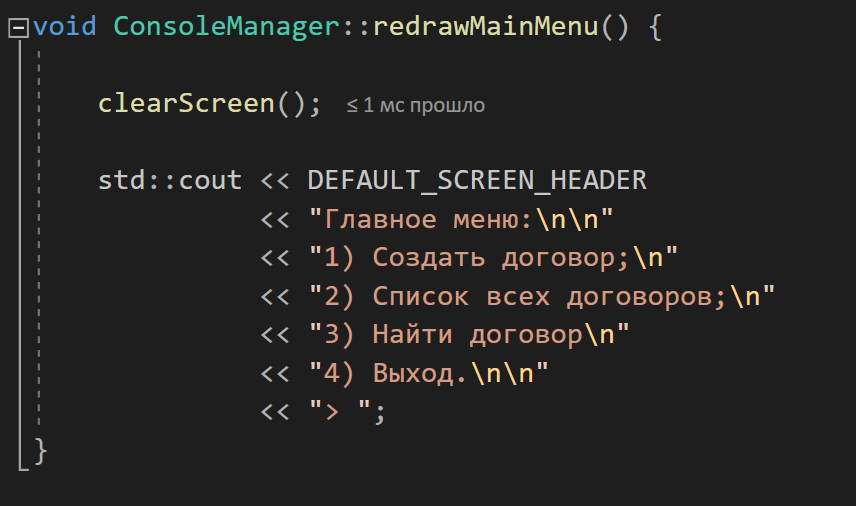 void ConsoleManager::redrawMainMenu() {
clearScreen(); ≤ 1 мс прошло
std::cout << DEFAULT_SCREEN_HEADER
<< "Главное меню:\n\n"
<< "1) Создать договор;\n"
<< "2) Список всех договоров;\n"
<< "3) Найти договор\n"
<< "4) Выход.\n\n"
<< "> ";
}